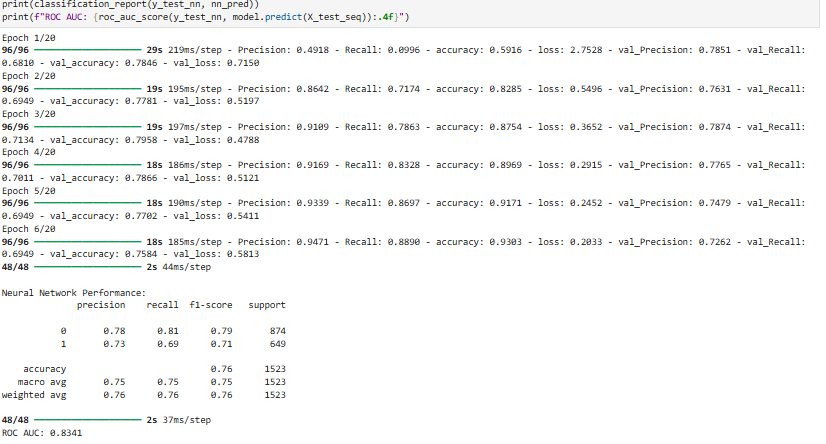 print(classification_report(y_test_nn, nn_pred))
print(f"ROC AUC: {roc_auc_score(y_test_nn, model.predict(X_test_seq)):.4f}")
Epoch 1/20
96/96 ━━━━━━━━━━━━━━━━━━━━ 29s 219ms/step - Precision: 0.4918 - Recall: 0.0996 - accuracy: 0.5916 - loss: 2.7528 - val_Precision: 0.7851 - val_Recall:
0.6810 - val_accuracy: 0.7846 - val_loss: 0.7150
Epoch 2/20
96/96 ━━━━━━━━━━━━━━━━━━━━ 19s 195ms/step - Precision: 0.8642 - Recall: 0.7174 - accuracy: 0.8285 - loss: 0.5496 - val_Precision: 0.7631 - val_Recall:
0.6949 - val_accuracy: 0.7781 - val_loss: 0.5197
Epoch 3/20
96/96 ━━━━━━━━━━━━━━━━━━━━ 19s 197ms/step - Precision: 0.9109 - Recall: 0.7863 - accuracy: 0.8754 - loss: 0.3652 - val_Precision: 0.7874 - val_Recall:
0.7134 - val_accuracy: 0.7958 - val_loss: 0.4788
Epoch 4/20
96/96 ━━━━━━━━━━━━━━━━━━━━ 18s 186ms/step - Precision: 0.9169 - Recall: 0.8328 - accuracy: 0.8969 - loss: 0.2915 - val_Precision: 0.7765 - val_Recall:
0.7011 - val_accuracy: 0.7866 - val_loss: 0.5121
Epoch 5/20
96/96 ━━━━━━━━━━━━━━━━━━━━ 18s 190ms/step - Precision: 0.9339 - Recall: 0.8697 - accuracy: 0.9171 - loss: 0.2452 - val_Precision: 0.7479 - val_Recall:
0.6949 - val_accuracy: 0.7702 - val_loss: 0.5411
Epoch 6/20
96/96 ━━━━━━━━━━━━━━━━━━━━ 18s 185ms/step - Precision: 0.9471 - Recall: 0.8890 - accuracy: 0.9303 - loss: 0.2033 - val_Precision: 0.7262 - val_Recall:
0.6949 - val_accuracy: 0.7584 - val_loss: 0.5813
48/48 ━━━━━━━━━━━━━━━━━━━━ 2s 44ms/step
Neural Network Performance:
precision recall f1-score support
0 0.78 0.81 0.79 874
1 0.73 0.69 0.71 649
accuracy 0.76 1523
macro avg 0.75 0.75 0.75 1523
weighted avg 0.76 0.76 0.76 1523
48/48 ━━━━━━━━━━━━━━━━━━━━ 2s 37ms/step
ROC AUC: 0.8341